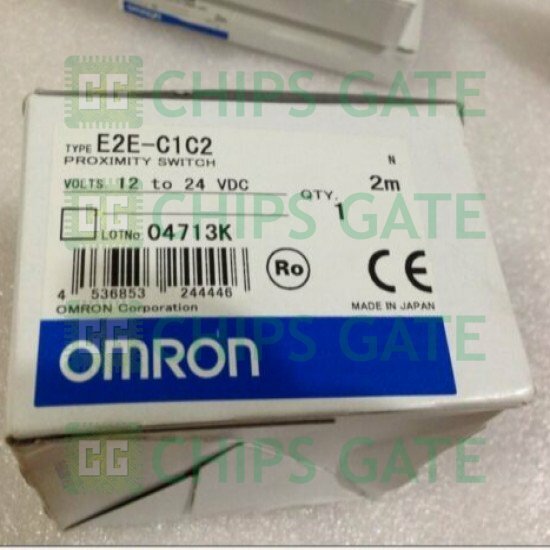 CHIPS GATE
TYPE E2E-C1C2
PROXIMITY SWITCH
N
VOLTS. 12 to 24 VDC
QTY.
1
2m
CHIPS GATE
LOTNo. 04713K
Ro
CE
4 536853 244446
MADE IN JAPAN
OMRON Corporation
CHIPS GATE
OMRON
CHIPS GATE